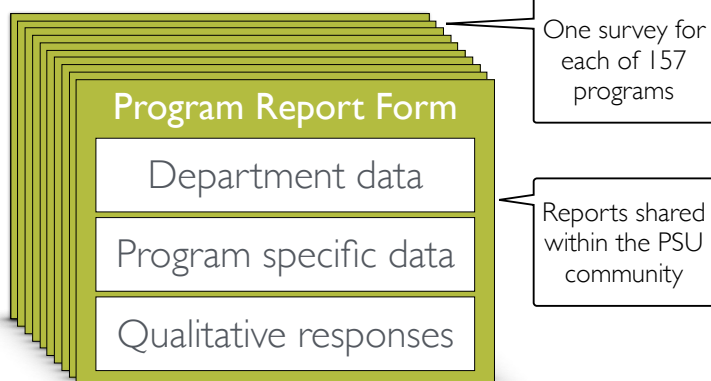 One survey for
each of 157
programs
Program Report Form
Department data
Program specific data
Qualitative responses
Reports shared
within the PSU
community